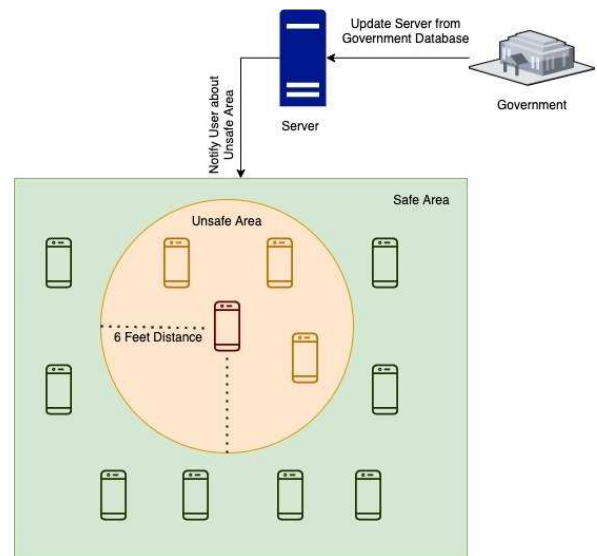 Update Server from
Government Database
Government
Server
Notify User about
Unsafe Area
Safe Area
Unsafe Area
6 Feet Distance